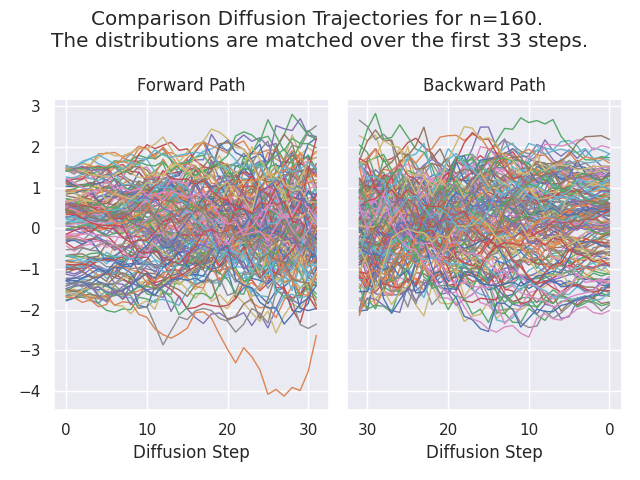 Comparison Diffusion Trajectories for n=160.
The distributions are matched over the first 33 steps.
Forward Path
Backward Path
3
2
1
0
−1
−2
−3
−4
0 10 20 30
30 20 10 0
Diffusion Step
Diffusion Step